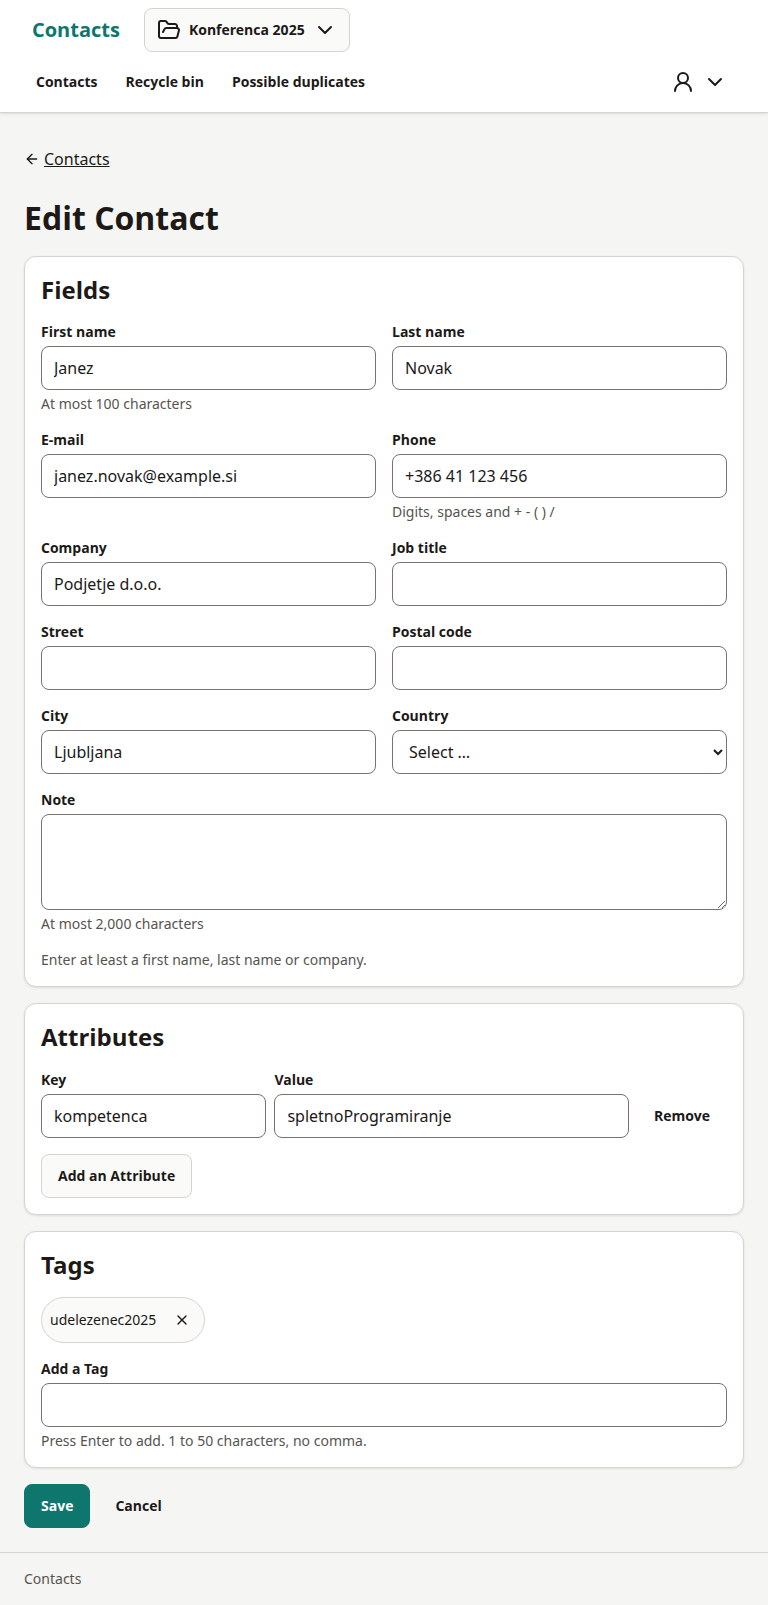 Contacts
Konferenca 2025
Contacts
Recycle bin
Possible duplicates
Contacts
Edit Contact
Fields
First name
Last name
Janez
Novak
At most 100 characters
E-mail
Phone
janez.novak@example.si
+386 41 123 456
Digits, spaces and + - ( ) /
Company
Job title
Podjetje d.o.o.
Street
Postal code
City
Country
Ljubljana
Select ...
Note
At most 2,000 characters
Enter at least a first name, last name or company.
Attributes
Key
Value
kompetenca
spletnoProgramiranje
Remove
Add an Attribute
Tags
udelezenec2025
Add a Tag
Press Enter to add. 1 to 50 characters, no comma.
Save
Cancel
Contacts